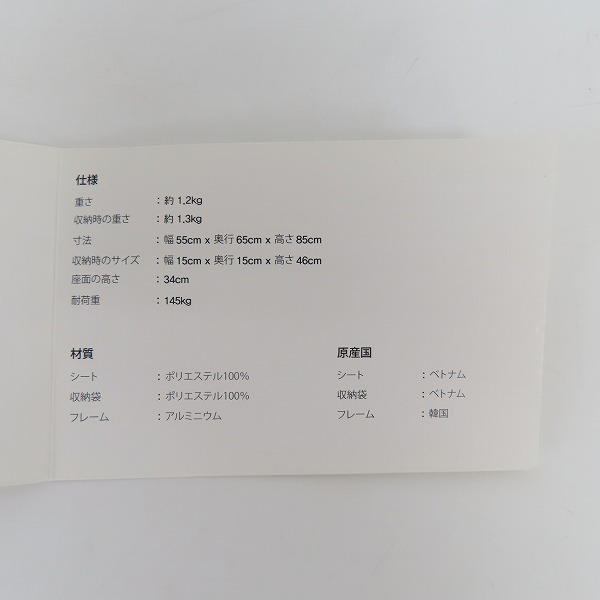 仕様
重さ ：約 1.2kg
収納時の重さ ：約 1.3kg
寸法 ：幅 55cm x 奥行 65cm x 高さ 85cm
収納時のサイズ ：幅 15cm x 奥行 15cm x 高さ 46cm
座面の高さ ：34cm
耐荷重 ：145kg
材質
シート ：ポリエステル100%
収納袋 ：ポリエステル100%
フレーム ：アルミニウム
原産国
シート ：ベトナム
収納袋 ：ベトナム
フレーム ：韓国